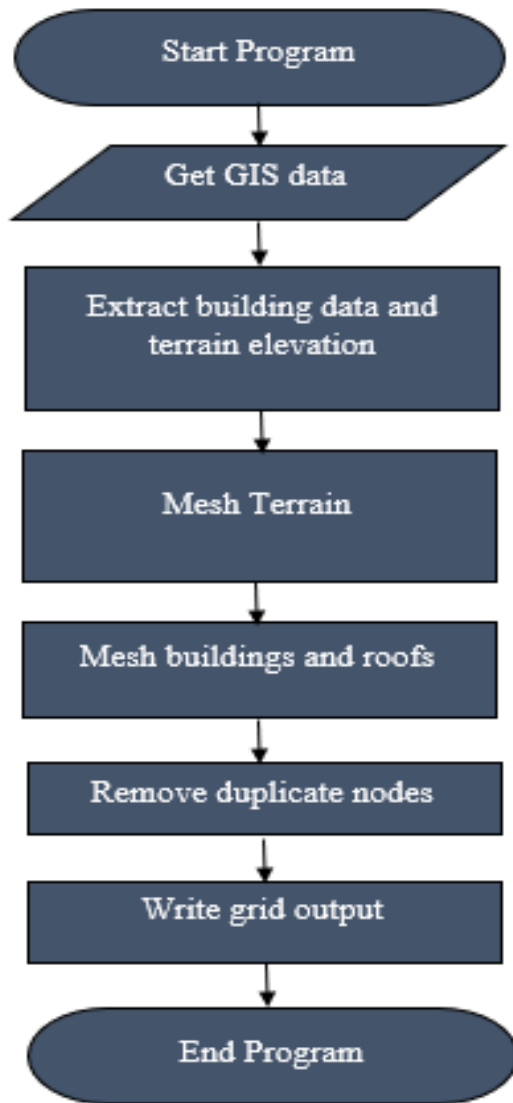 Start Program
Get GIS data
Extract building data and
terrain elevation
Mesh Terrain
Mesh buildings and roofs
Remove duplicate nodes
Write grid output
End Program